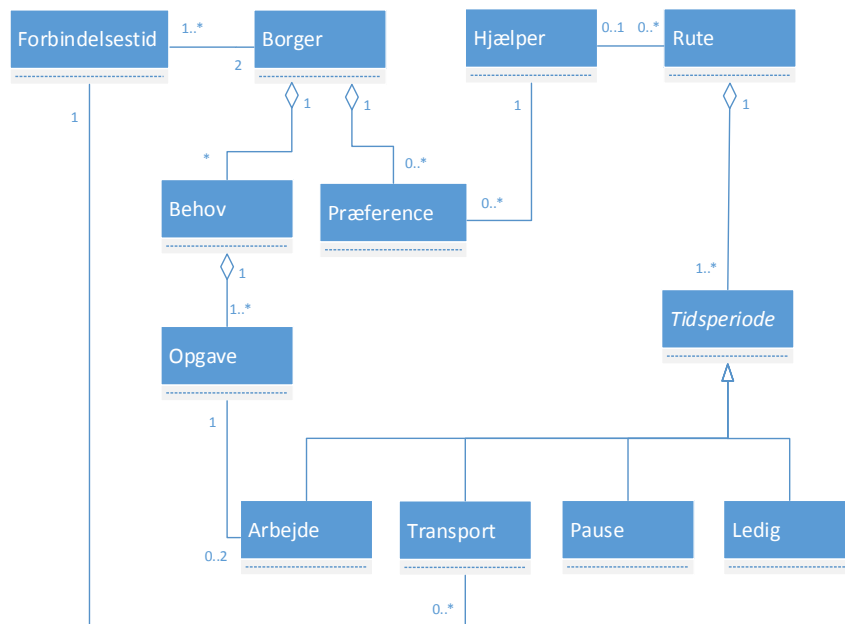 Forbindelsestid
1..*
2
Borger
Hjælper
0..1
0..*
Rute
1
1
1
1
1
*
0..*
Behov
Præference
0..*
1
1..*
1..*
Tidsperiode
Opgave
1
Arbejde
Transport
Pause
Ledig
0..2
0..*